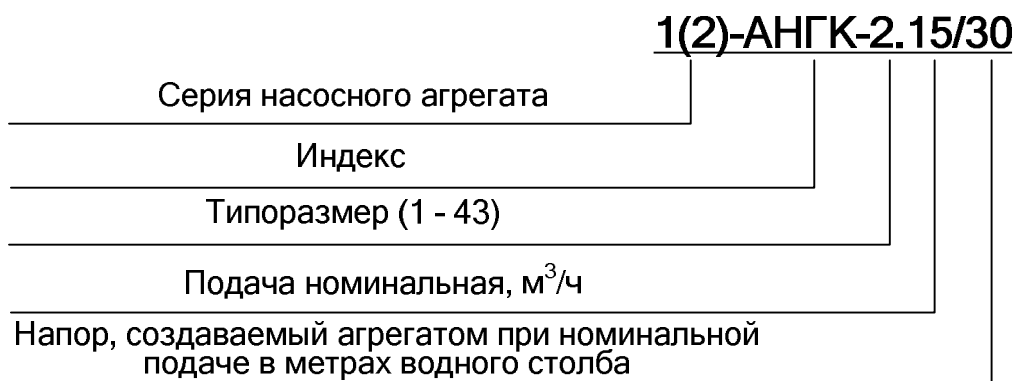 1(2)-АНГК-2.15/30
Серия насосного агрегата
Индекс
Типоразмер (1 - 43)
Подача номинальная, м³/ч
Напор, создаваемый агрегатом при номинальной
подаче в метрах водного столба